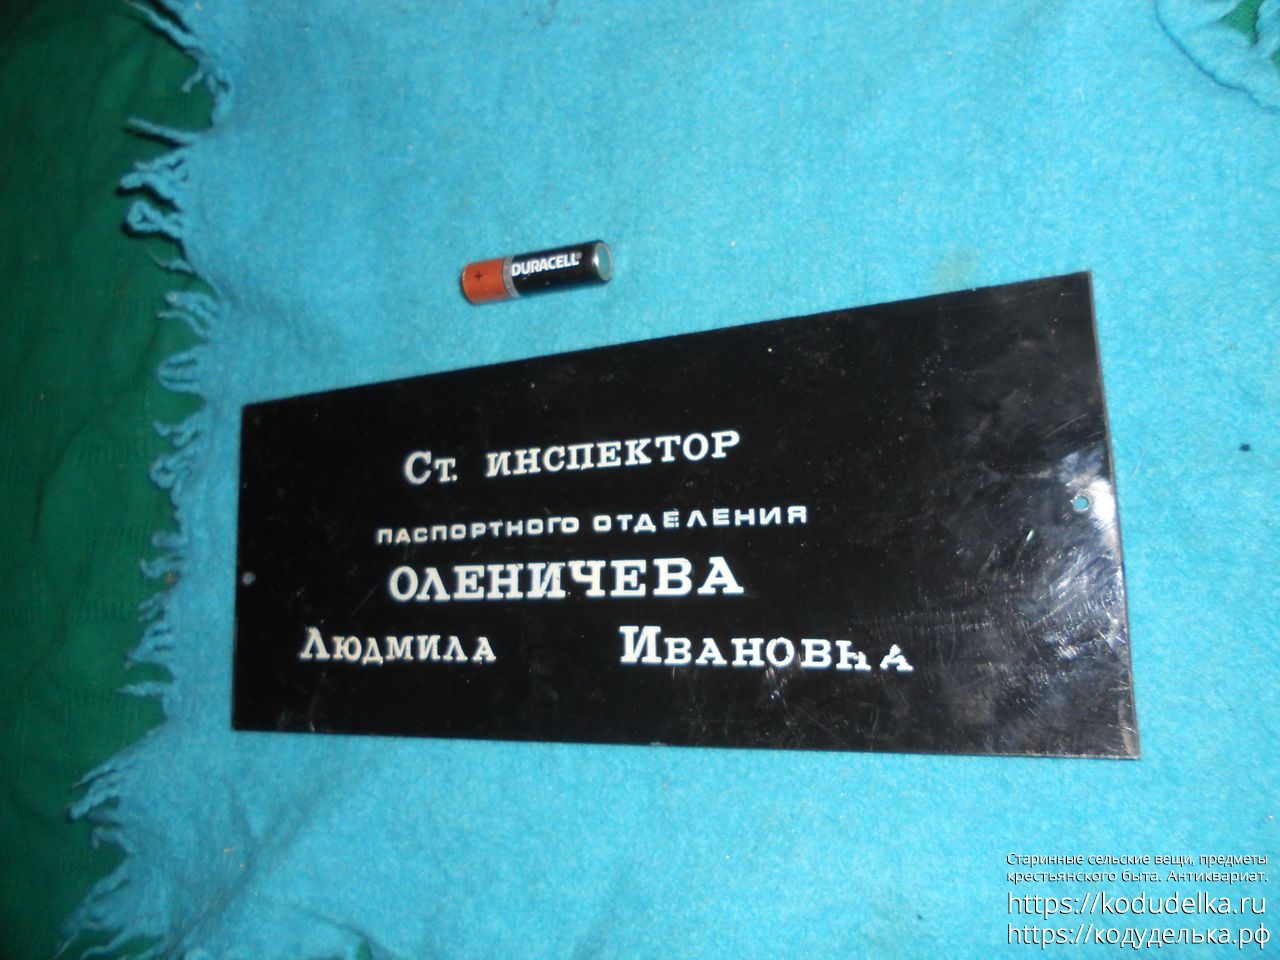 + DURACELL®
Ст. ИНСПЕКТОР
ПАСПОРТНОГО ОТДЕЛЕНИЯ
ОЛЕНИЧЕВА
ЛЮДМИЛА ИВАНОВНА
Старинные сельские вещи, предметы
крестьянского быта. Антиквариат.
https://kodudelka.ru
https://кодуделька.рф